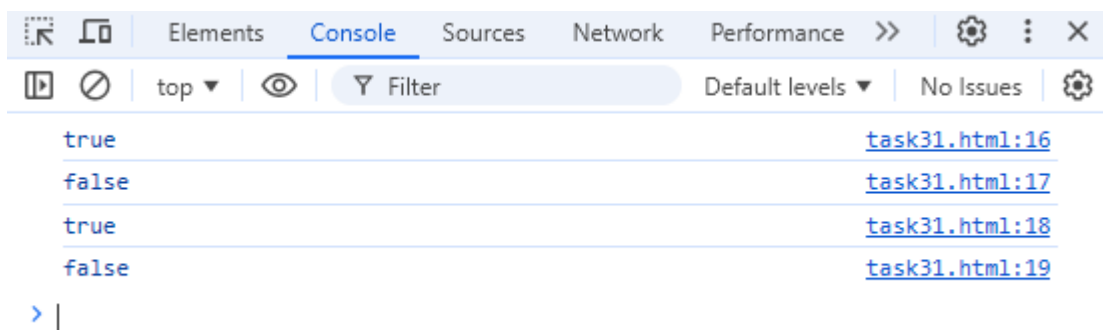 Elements Console Sources Network Performance >>
top ▼ Filter Default levels ▼ No Issues
true task31.html:16
false task31.html:17
true task31.html:18
false task31.html:19
>